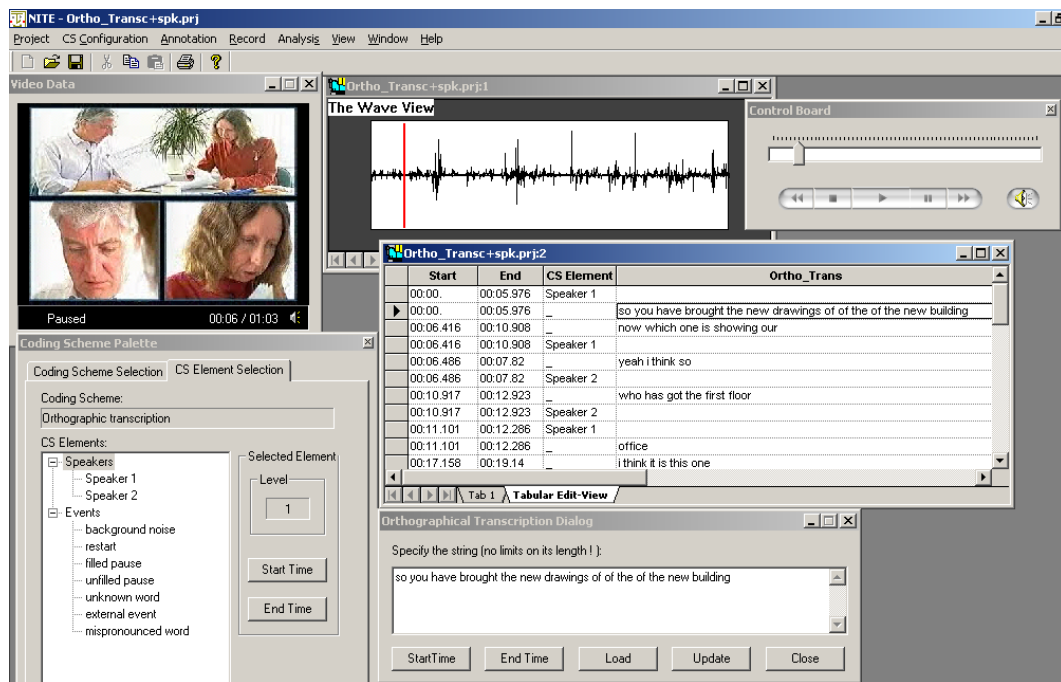 NITE - Ortho_Transc+spk.prj
Project CS Configuration Annotation Record Analysis View Window Help
Video Data
Paused 00:06 / 01:03
Ortho_Transc+spk.prj:1
The Wave View
Control Board
Ortho_Transc+spk.prj:2
Start End CS Element Ortho_Trans
00:00. 00:05.976 Speaker 1
00:00. 00:05.976 _ so you have brought the new drawings of of the of the new building
00:06.416 00:10.908 _ now which one is showing our
00:06.416 00:10.908 Speaker 1
00:06.486 00:07.82 _ yeah i think so
00:06.486 00:07.82 Speaker 2
00:10.917 00:12.923 _ who has got the first floor
00:10.917 00:12.923 Speaker 2
00:11.101 00:12.286 Speaker 1
00:11.101 00:12.286 _ office
00:17.158 00:19.14 _ i think it is this one
Tab 1 Tabular Edit-View
Coding Scheme Palette
Coding Scheme Selection CS Element Selection
Coding Scheme:
Orthographic transcription
CS Elements:
Speakers
Speaker 1
Speaker 2
Events
background noise
restart
filled pause
unfilled pause
unknown word
external event
mispronounced word
Selected Element
Level
1
Start Time
End Time
Orthographical Transcription Dialog
Specify the string (no limits on its length ! ):
so you have brought the new drawings of of the of the new building
StartTime End Time Load Update Close